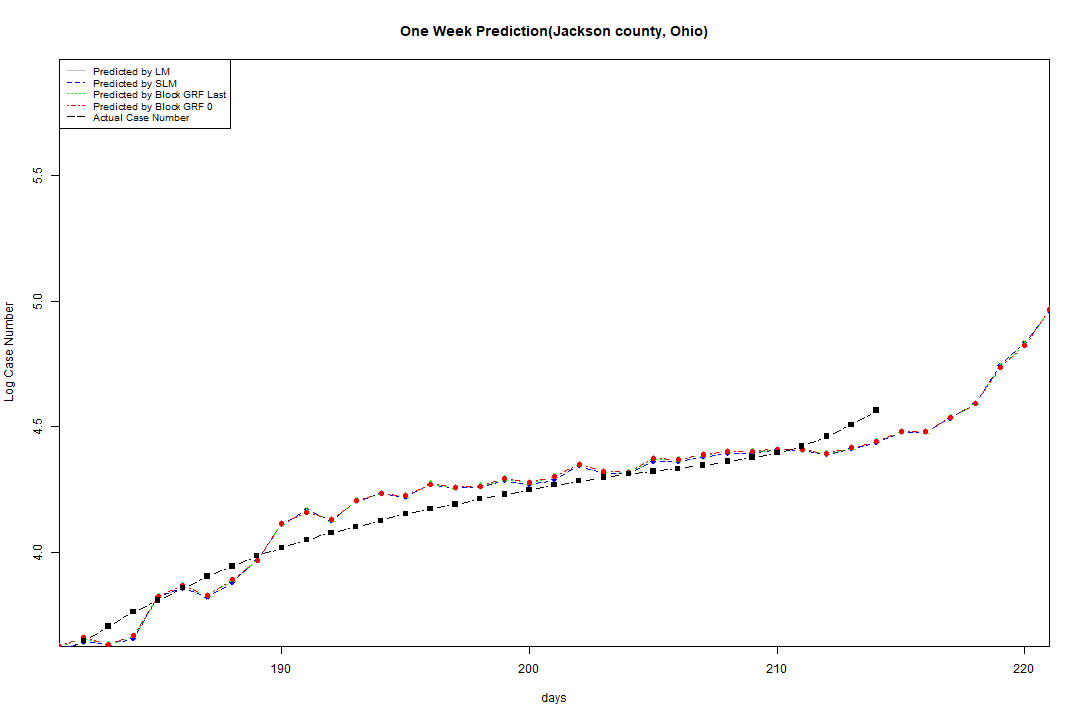 One Week Prediction(Jackson county, Ohio)
Predicted by LM
Predicted by SLM
Predicted by Block GRF Last
Predicted by Block GRF 0
Actual Case Number
5.5
5.0
4.5
4.0
Log Case Number
190
200
210
220
days